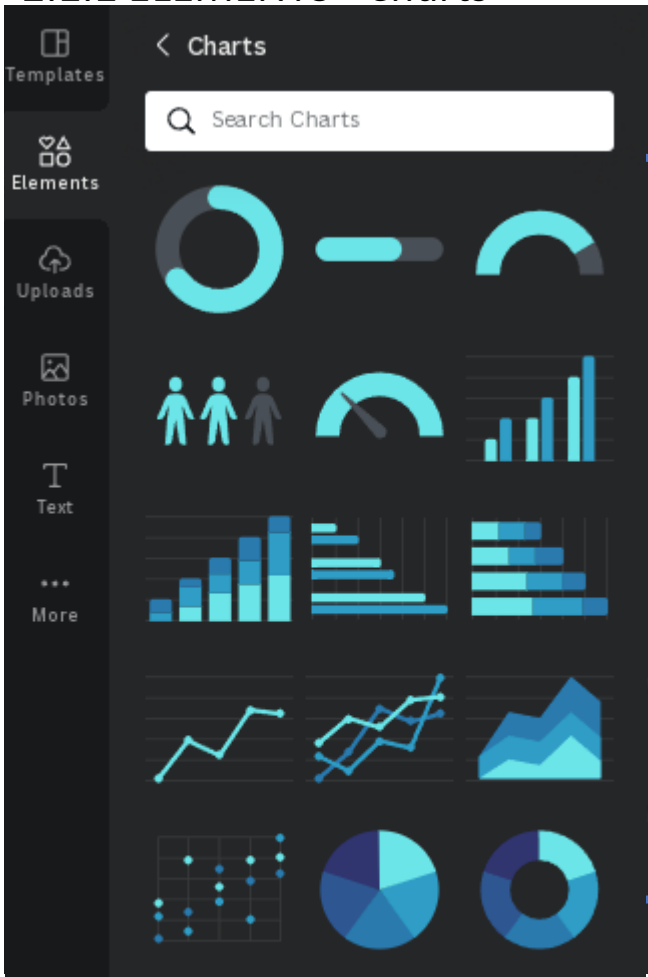 Charts
Search Charts
Templates
Elements
Uploads
Photos
Text
More